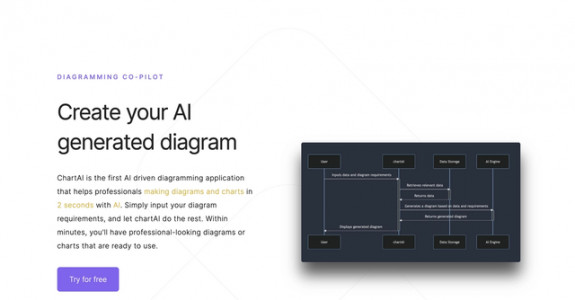 DIAGRAMMING CO-PILOT
Create your AI
generated diagram
ChartAI is the first AI driven diagramming application
that helps professionals making diagrams and charts in
2 seconds with AI. Simply input your diagram
requirements, and let chartAI do the rest. Within
minutes, you'll have professional-looking diagrams or
charts that are ready to use.
Try for free
User chartAI Data Storage AI Engine
Inputs data and diagram requirements
Retrieves relevant data
Returns data
Generates a diagram based on data and requirements
Returns generated diagram
Displays generated diagram
User chartAI Data Storage AI Engine